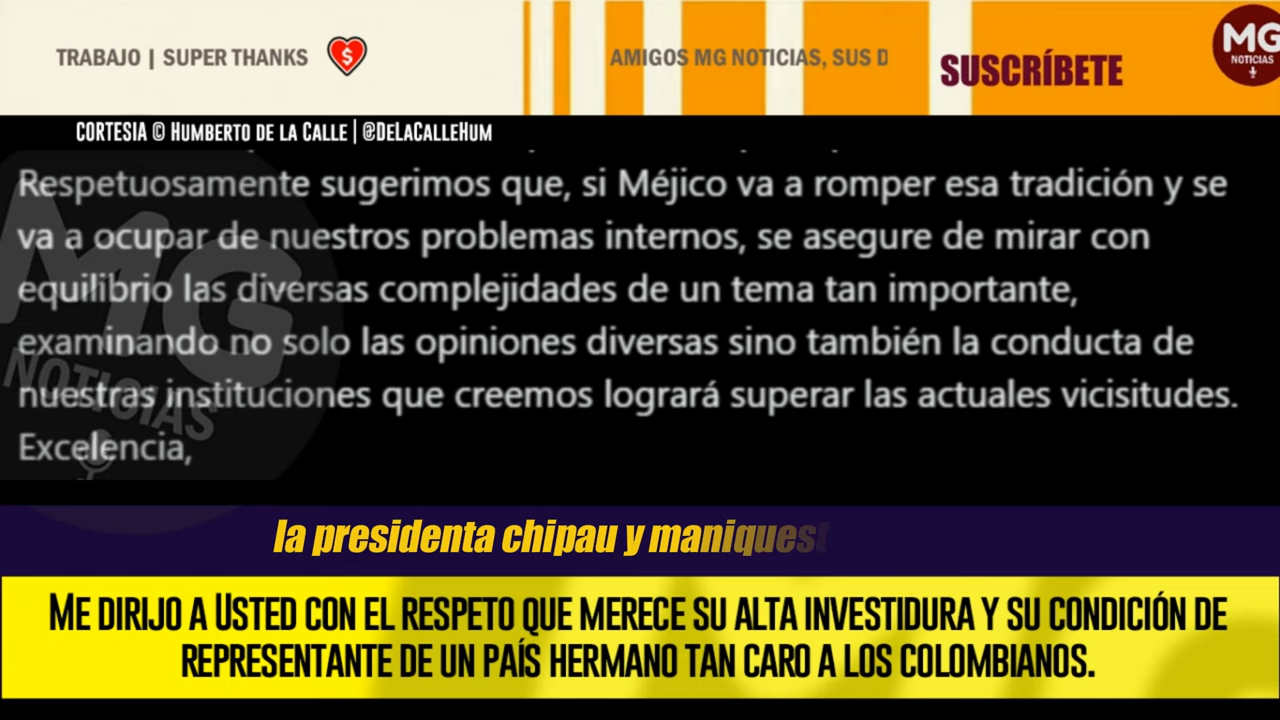 TRABAJO | SUPER THANKS
AMIGOS MG NOTICIAS, SUS D
SUSCRÍBETE
MG
NOTICIAS
CORTESIA © HUMBERTO DE LA CALLE | @DELACALLEHUM
Respetuosamente sugerimos que, si Méjico va a romper esa tradición y se
va a ocupar de nuestros problemas internos, se asegure de mirar con
equilibrio las diversas complejidades de un tema tan importante,
examinando no solo las opiniones diversas sino también la conducta de
nuestras instituciones que creemos logrará superar las actuales vicisitudes.
Excelencia,
MG
NOTICIAS
la presidenta chipau y maniquest
ME DIRIJO A USTED CON EL RESPETO QUE MERECE SU ALTA INVESTIDURA Y SU CONDICIÓN DE
REPRESENTANTE DE UN PAÍS HERMANO TAN CARO A LOS COLOMBIANOS.